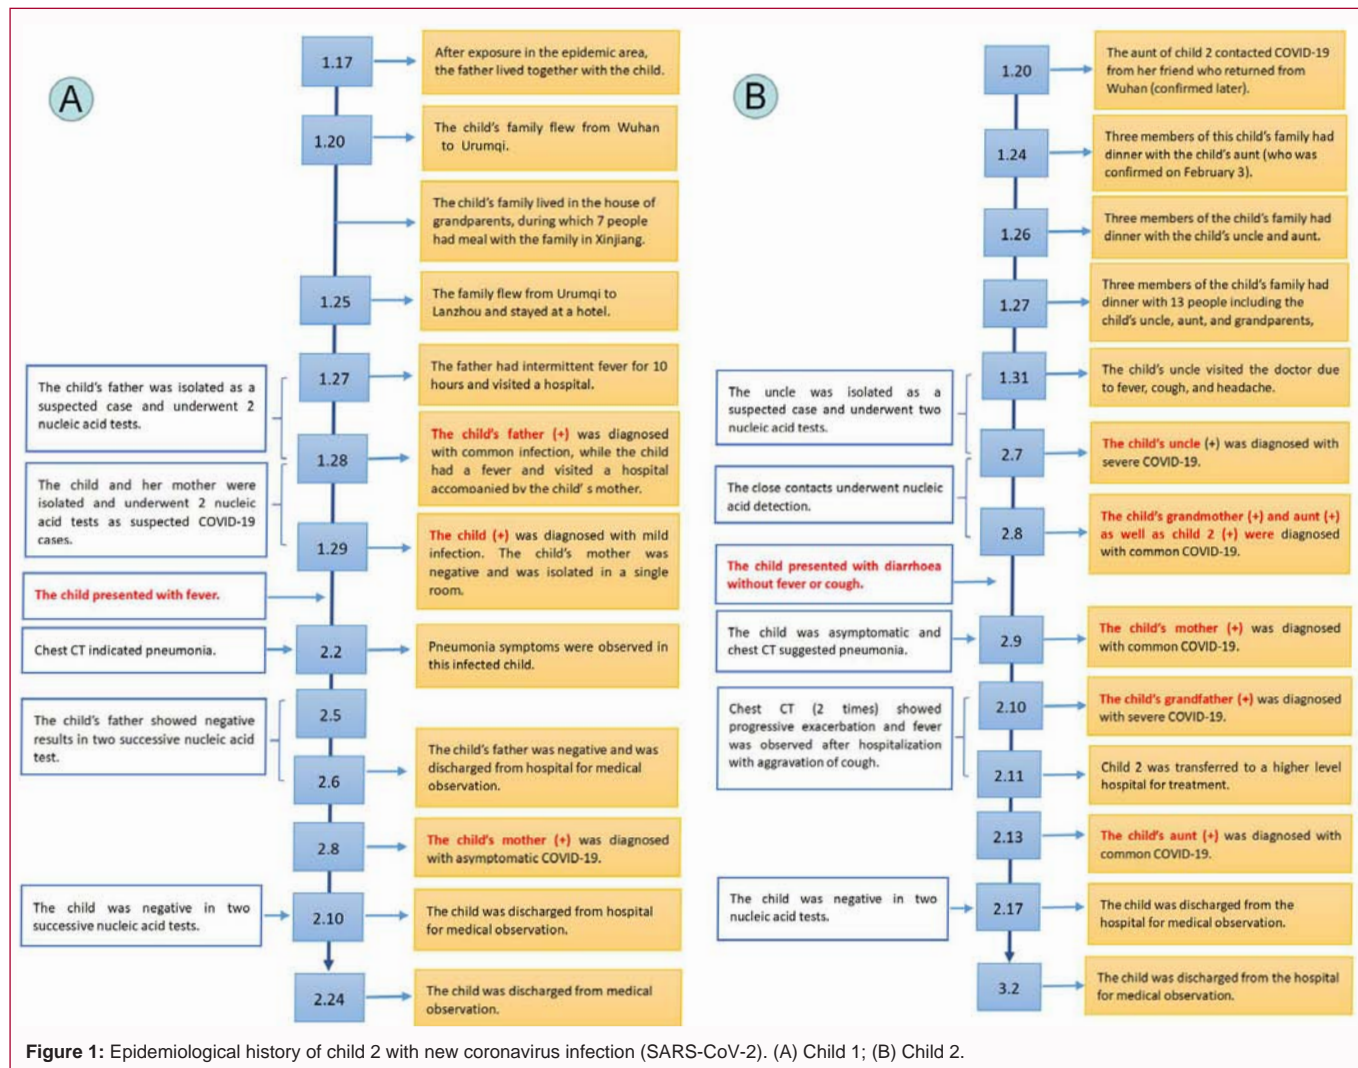 A
1.17
After exposure in the epidemic area,
the father lived together with the child.
1.20
The child's family flew from Wuhan
to Urumqi.
The child's family lived in the house of
grandparents, during which 7 people
had meal with the family in Xinjiang.
1.25
The family flew from Urumqi to
Lanzhou and stayed at a hotel.
The child's father was isolated as a
suspected case and underwent 2
nucleic acid tests.
1.27
The father had intermittent fever for 10
hours and visited a hospital.
1.28
The child's father (+) was diagnosed
with common infection, while the child
had a fever and visited a hospital
accompanied by the child' s mother.
The child and her mother were
isolated and underwent 2 nucleic
acid tests as suspected COVID-19
cases.
1.29
The child (+) was diagnosed with mild
infection. The child's mother was
negative and was isolated in a single
room.
The child presented with fever.
Chest CT indicated pneumonia.
2.2
Pneumonia symptoms were observed in
this infected child.
The child's father showed negative
results in two successive nucleic acid
test.
2.5
2.6
The child's father was negative and was
discharged from hospital for medical
observation.
2.8
The child's mother (+) was diagnosed
with asymptomatic COVID-19.
The child was negative in two
successive nucleic acid tests.
2.10
The child was discharged from hospital
for medical observation.
2.24
The child was discharged from medical
observation.
B
1.20
The aunt of child 2 contacted COVID-19
from her friend who returned from
Wuhan (confirmed later).
1.24
Three members of this child's family had
dinner with the child's aunt (who was
confirmed on February 3).
1.26
Three members of the child's family had
dinner with the child's uncle and aunt.
1.27
Three members of the child's family had
dinner with 13 people including the
child's uncle, aunt, and grandparents,
1.31
The child's uncle visited the doctor due
to fever, cough, and headache.
The uncle was isolated as a
suspected case and underwent two
nucleic acid tests.
2.7
The child's uncle (+) was diagnosed with
severe COVID-19.
The close contacts underwent nucleic
acid detection.
2.8
The child's grandmother (+) and aunt (+)
as well as child 2 (+) were diagnosed
with common COVID-19.
The child presented with diarrhoea
without fever or cough.
The child was asymptomatic and
chest CT suggested pneumonia.
2.9
The child's mother (+) was diagnosed
with common COVID-19.
Chest CT (2 times) showed
progressive exacerbation and fever
was observed after hospitalization
with aggravation of cough.
2.10
The child's grandfather (+) was diagnosed
with severe COVID-19.
2.11
Child 2 was transferred to a higher level
hospital for treatment.
2.13
The child's aunt (+) was diagnosed with
common COVID-19.
The child was negative in two
nucleic acid tests.
2.17
The child was discharged from the
hospital for medical observation.
3.2
The child was discharged from the hospital
for medical observation.
Figure 1: Epidemiological history of child 2 with new coronavirus infection (SARS-CoV-2). (A) Child 1; (B) Child 2.